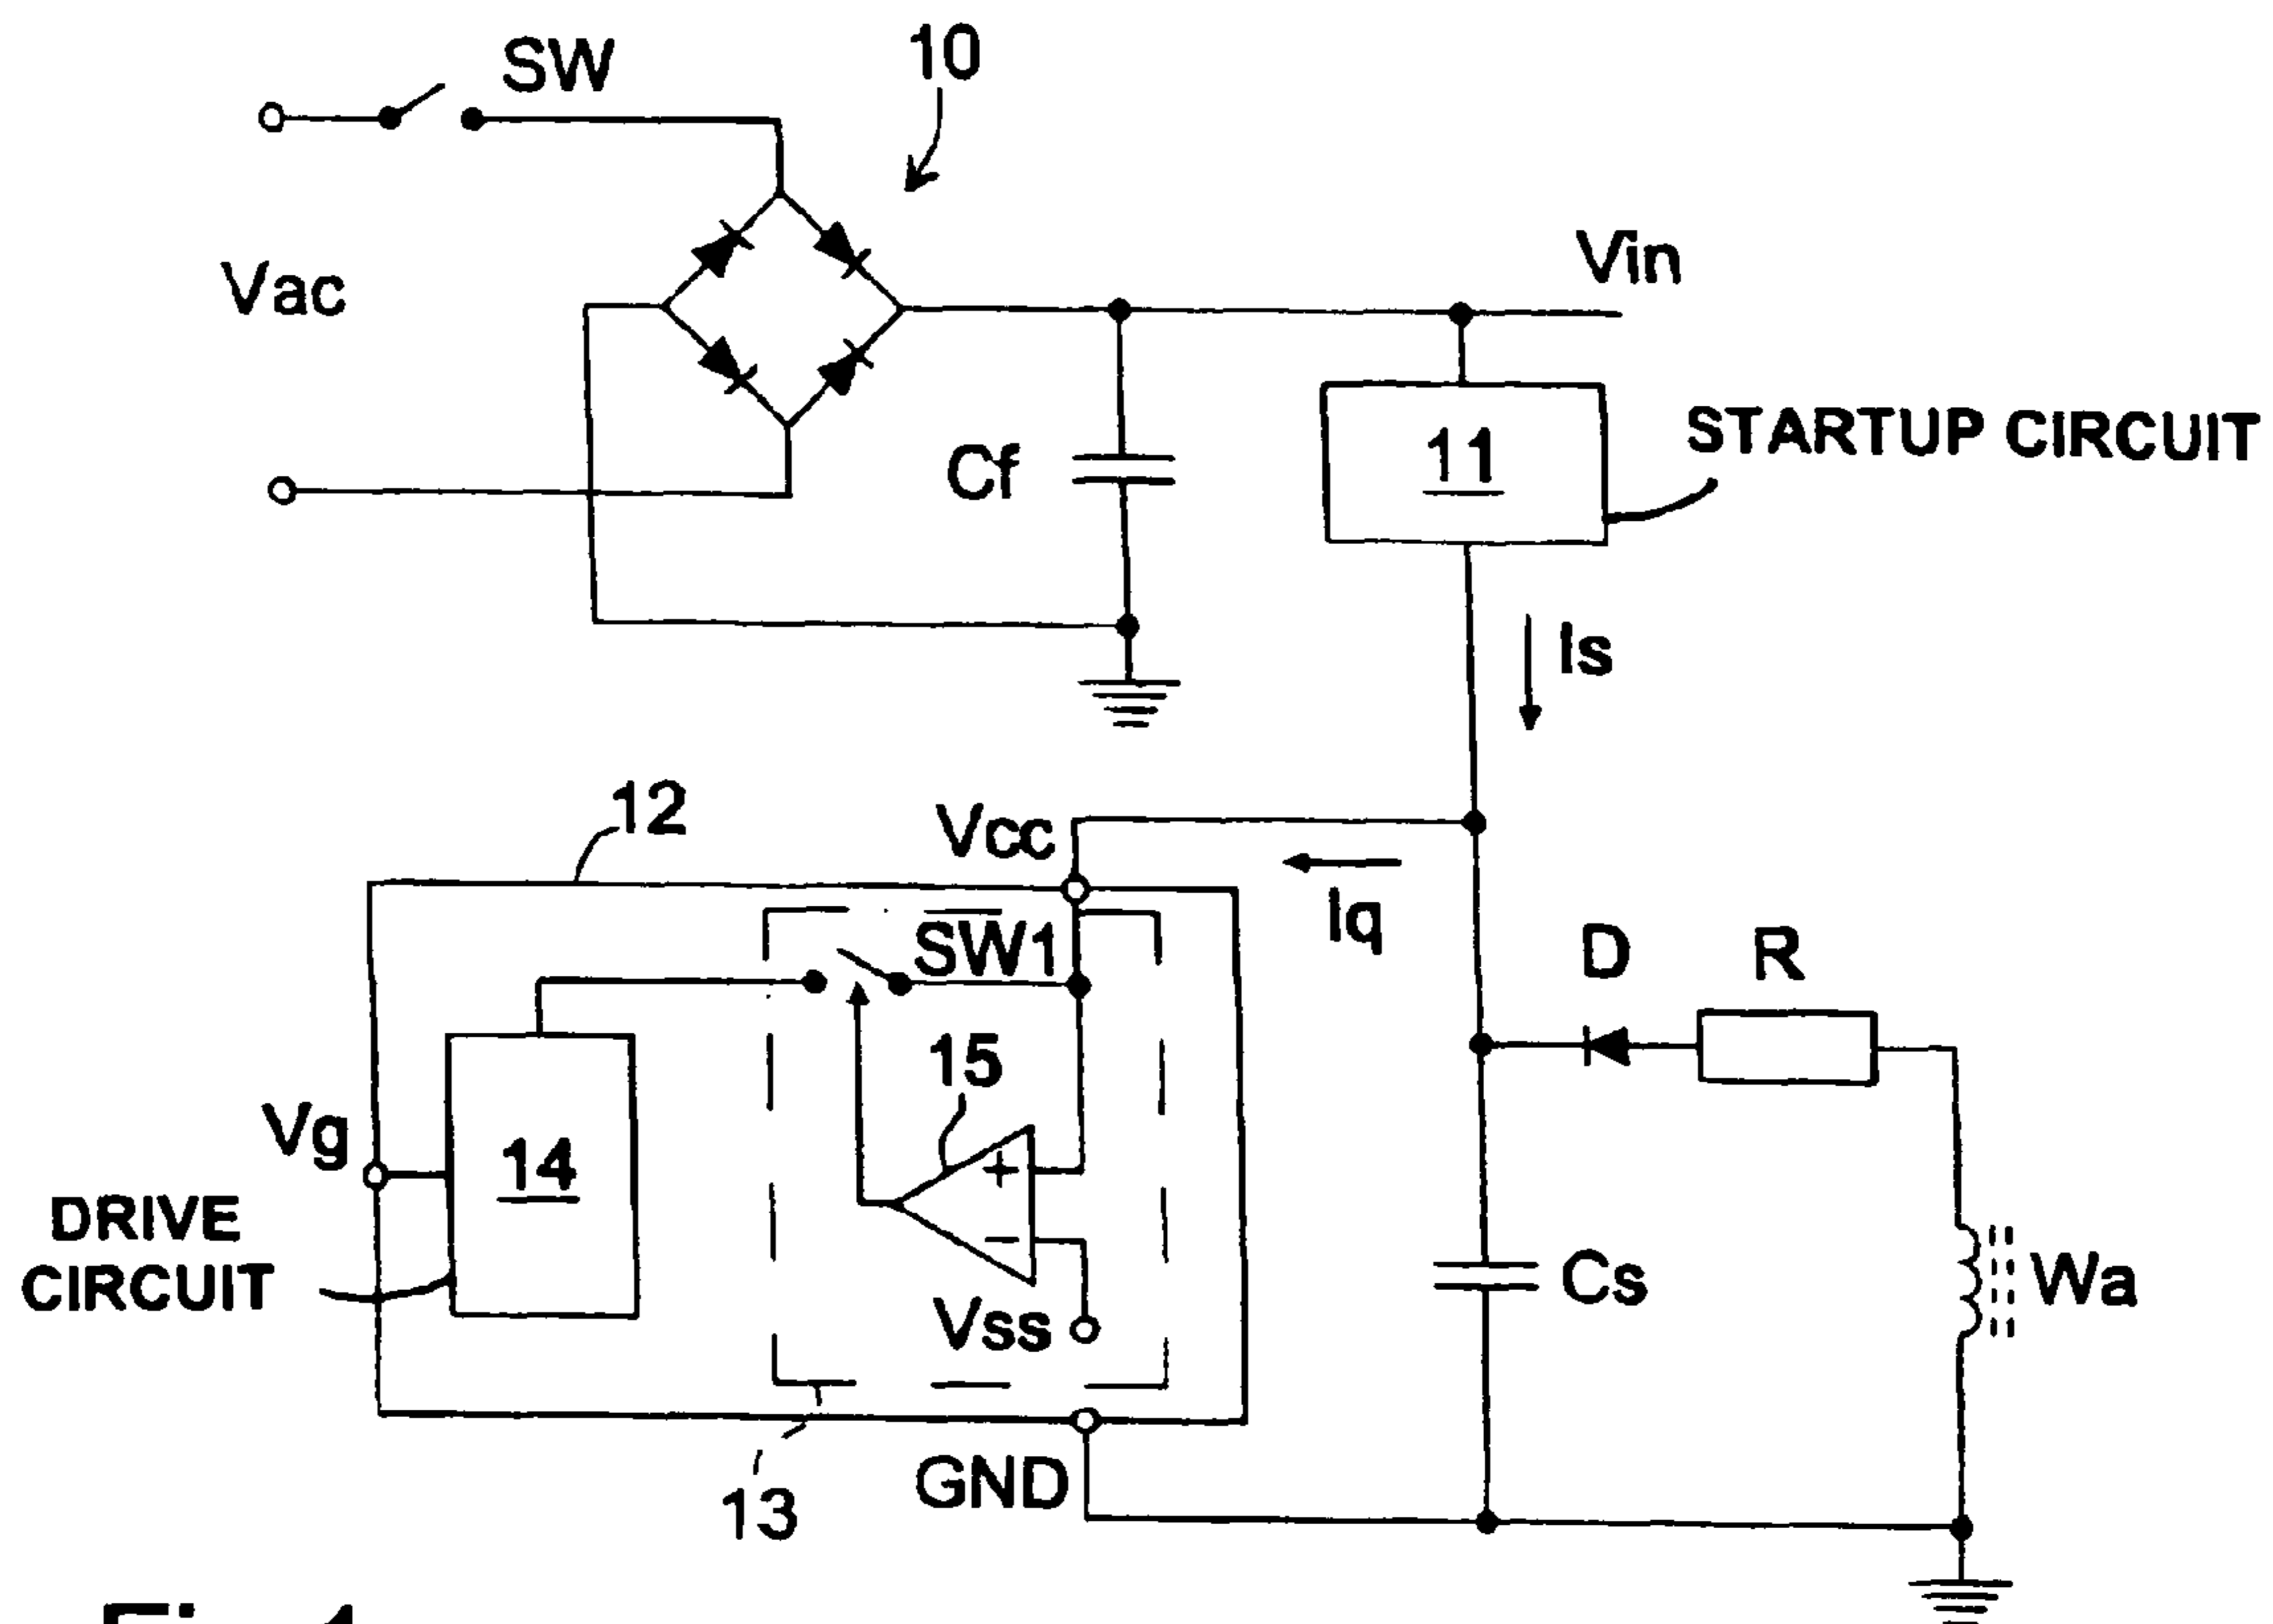 SW
10
Vac
Vin
Cf
11
STARTUP CIRCUIT
Is
12
Vcc
Iq
SW1
D
R
15
Vg
14
+
DRIVE
CIRCUIT
−
Cs
Wa
Vss
GND
13